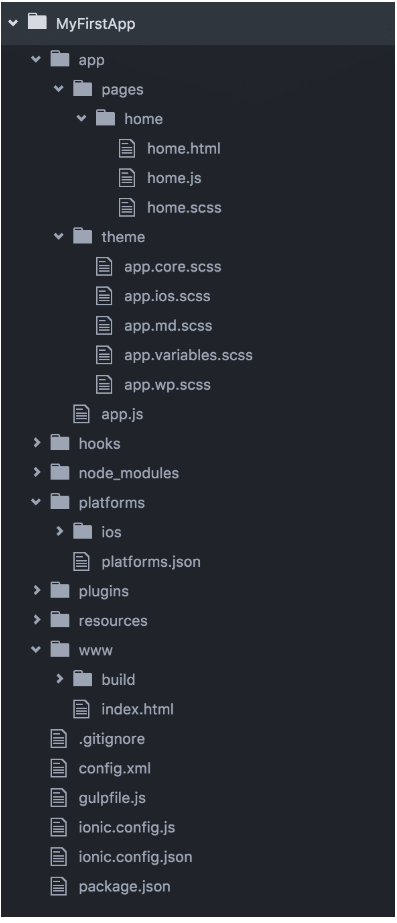 MyFirstApp
app
pages
home
home.html
home.js
home.scss
theme
app.core.scss
app.ios.scss
app.md.scss
app.variables.scss
app.wp.scss
app.js
hooks
node_modules
platforms
ios
platforms.json
plugins
resources
www
build
index.html
.gitignore
config.xml
gulpfile.js
ionic.config.js
ionic.config.json
package.json